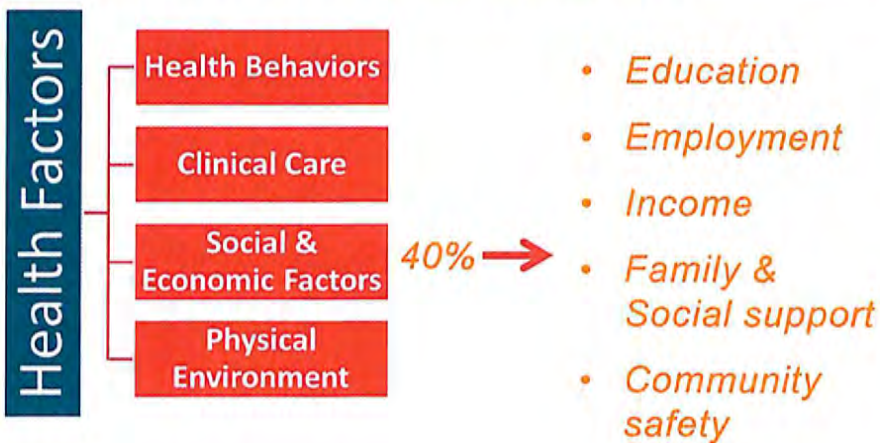 Health Factors
Health Behaviors
Clinical Care
Social &
Economic Factors
Physical
Environment
40%
• Education
• Employment
• Income
• Family &
Social support
• Community
safety